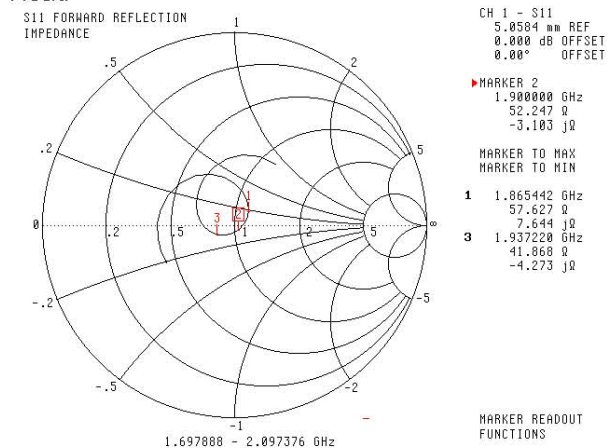 S11 FORWARD REFLECTION
IMPEDANCE
1
.5
2
.2
5
0
.2
.5
1
2
5
∞
3
2
1
-.2
-5
-.5
-2
-1
1.697888 - 2.097376 GHz
CH 1 - S11
5.0584 mm REF
0.000 dB OFFSET
0.00° OFFSET
▶MARKER 2
1.900000 GHz
52.247 Ω
-3.103 jΩ
MARKER TO MAX
MARKER TO MIN
1 1.865442 GHz
57.627 Ω
7.644 jΩ
3 1.937220 GHz
41.868 Ω
-4.273 jΩ
MARKER READOUT
FUNCTIONS